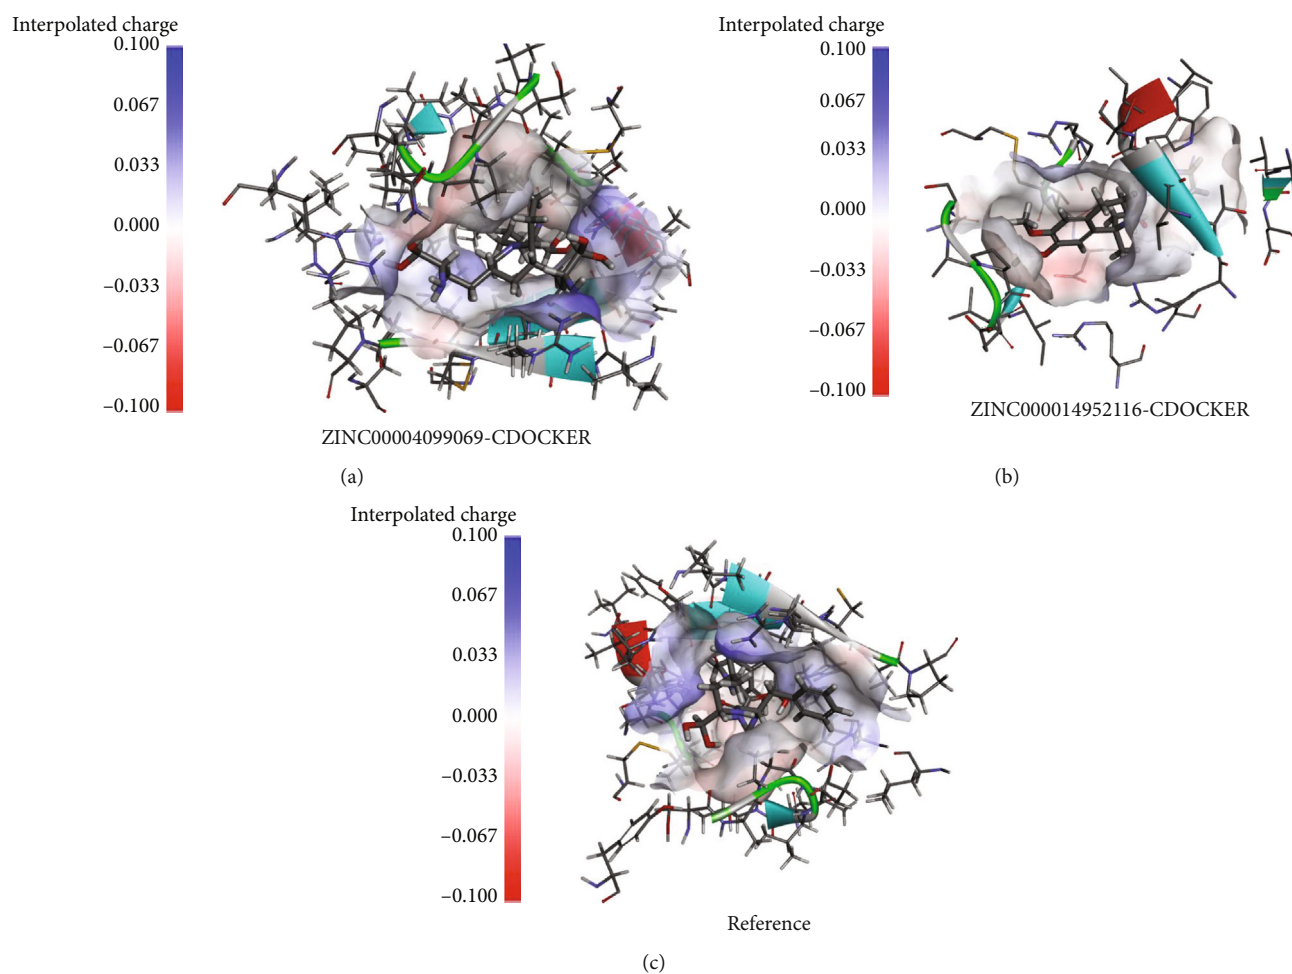 Interpolated charge
0.100
0.067
0.033
0.000
–0.033
–0.067
–0.100
ZINC00004099069-CDOCKER
(a)
Interpolated charge
0.100
0.067
0.033
0.000
–0.033
–0.067
–0.100
ZINC000014952116-CDOCKER
(b)
Interpolated charge
0.100
0.067
0.033
0.000
–0.033
–0.067
–0.100
Reference
(c)